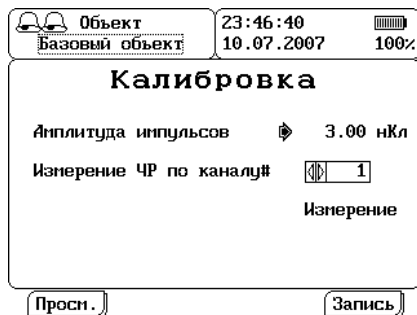 Объект
Базовый объект
23:46:40
10.07.2007
100%
Калибровка
Амплитуда импульсов 3.00 нКл
Измерение ЧР по каналу# 1
Измерение
Просм.
Запись